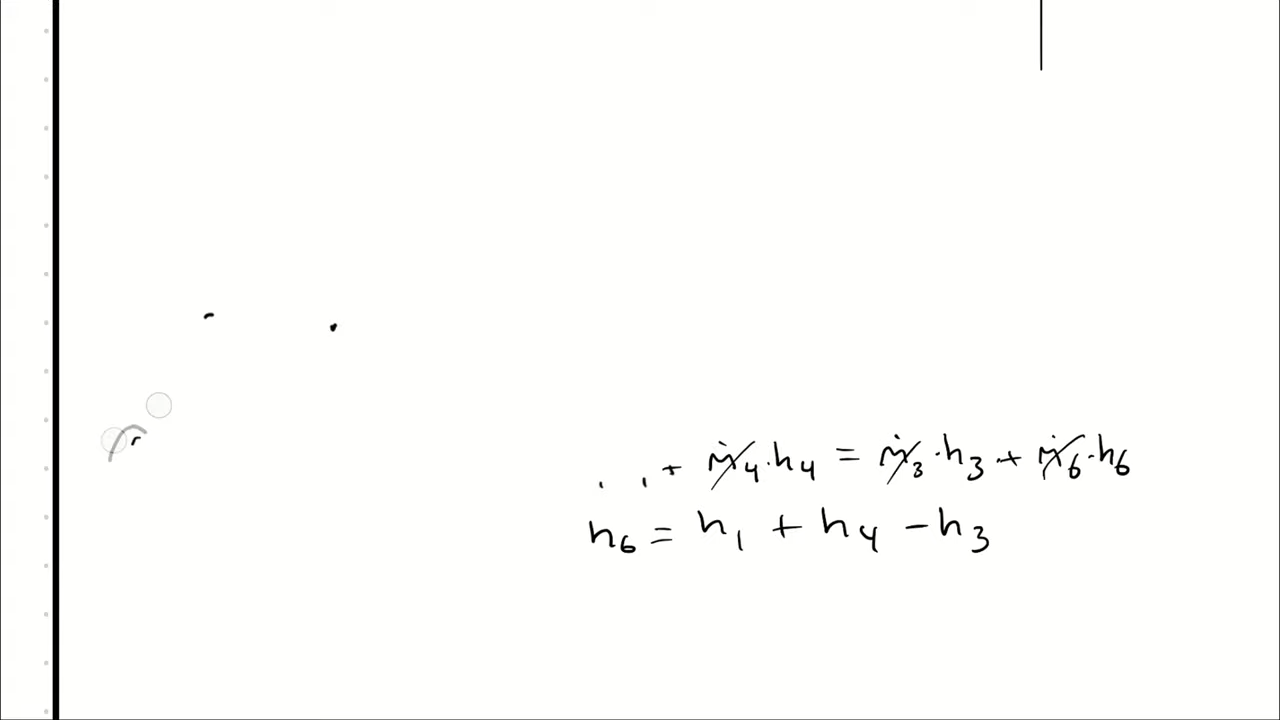 + ṁ4·h4 = ṁ3·h3 + ṁ6·h6
h6 = h1 + h4 - h3